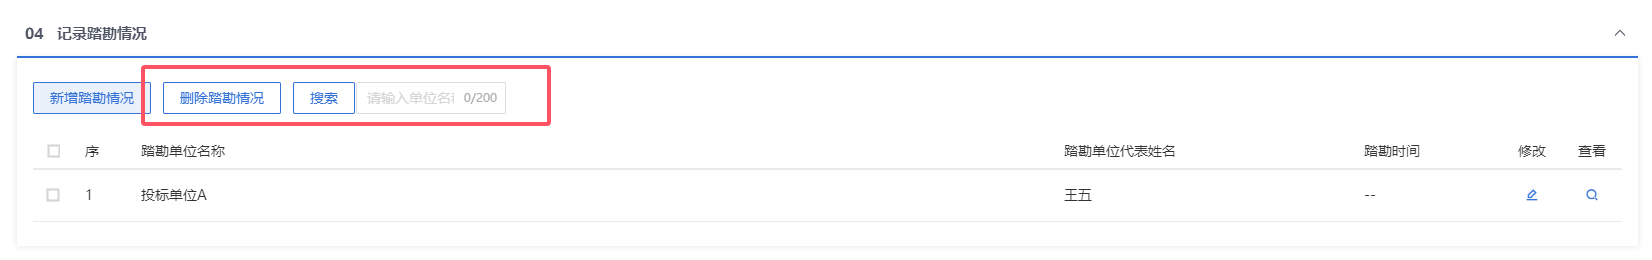 04 记录踏勘情况
新增踏勘情况 删除踏勘情况 搜索 请输入单位名称 0/200
序 踏勘单位名称 踏勘单位代表姓名 踏勘时间 修改 查看
1 投标单位A 王五 --